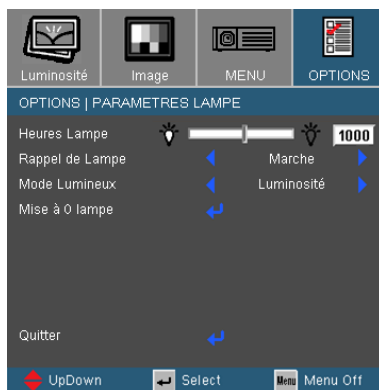 Luminosité Image MENU OPTIONS
OPTIONS | PARAMETRES LAMPE
Heures Lampe 1000
Rappel de Lampe Marche
Mode Lumineux Luminosité
Mise à 0 lampe
Quitter
UpDown Select Menu Menu Off